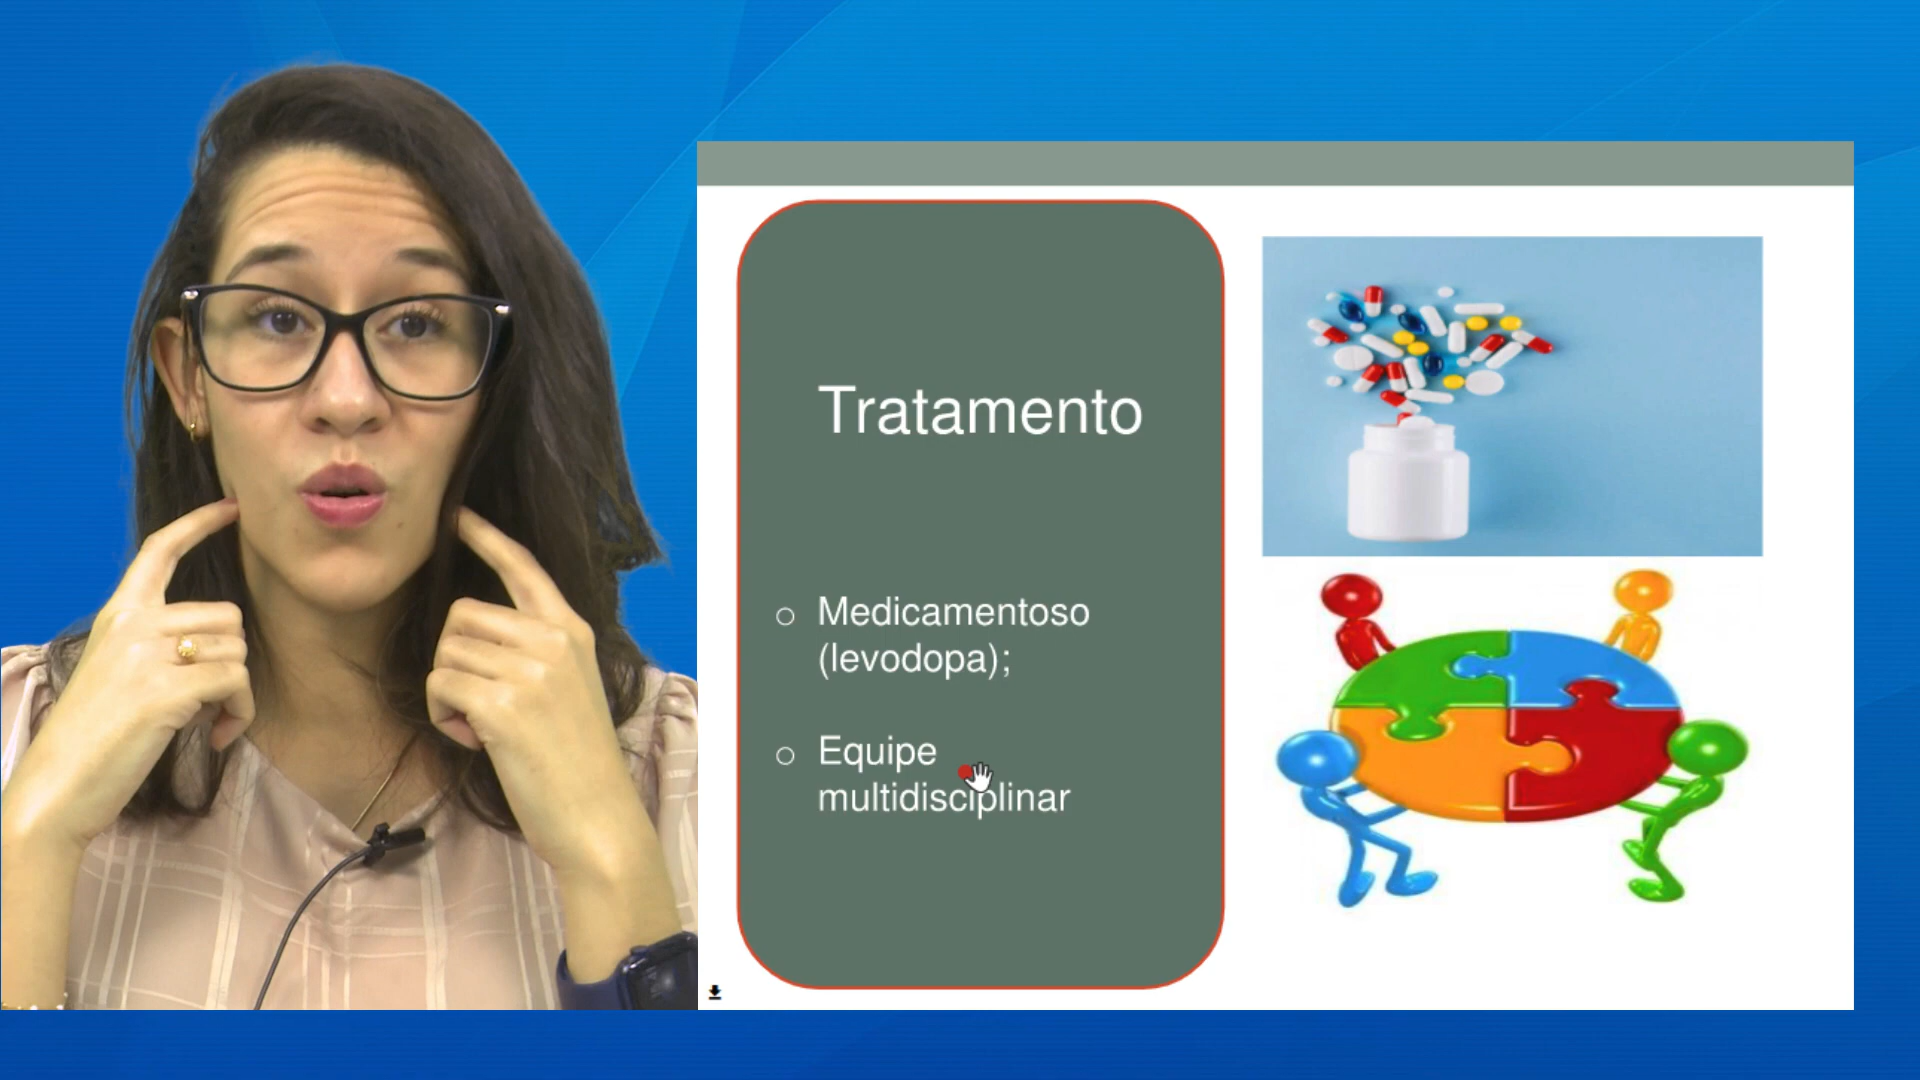 Tratamento
o Medicamentoso
(levodopa);
o Equipe
multidisciplinar